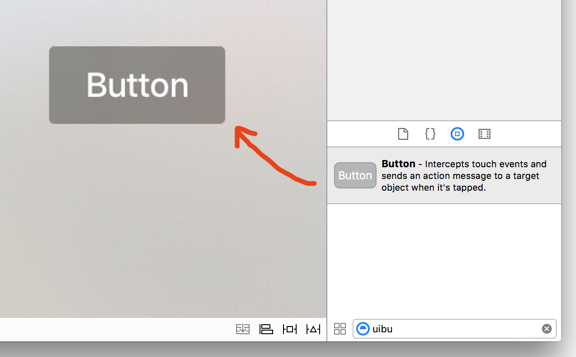 Button
Button
Button - Intercepts touch events and
sends an action message to a target
object when it's tapped.
uibu